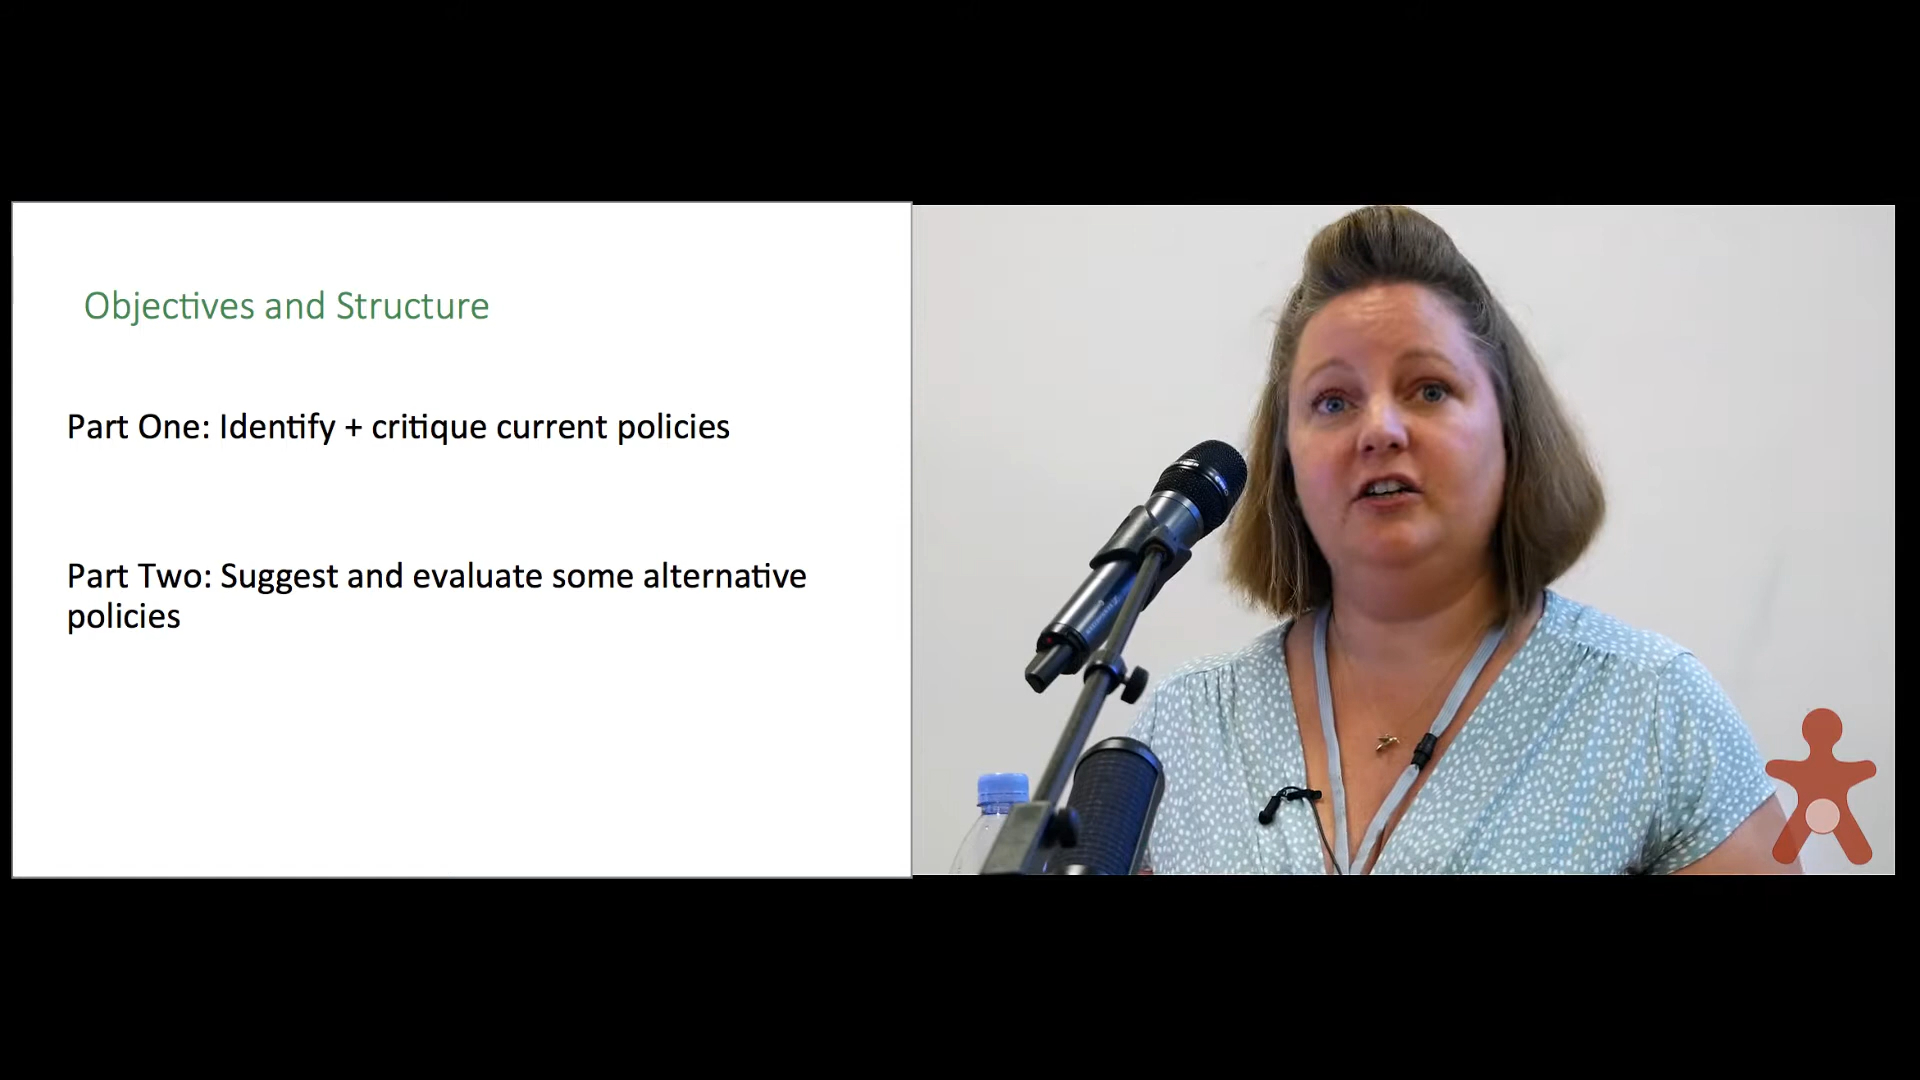 Objectives and Structure
Part One: Identify + critique current policies
Part Two: Suggest and evaluate some alternative
policies